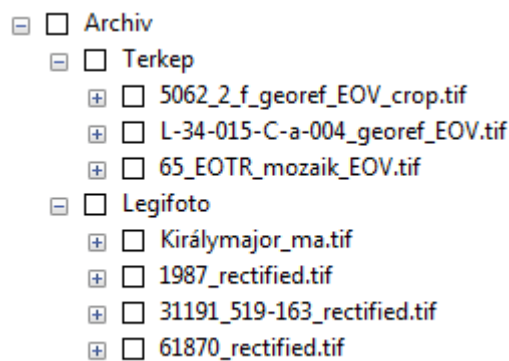 Archiv
Terkep
5062_2_f_georef_EOV_crop.tif
L-34-015-C-a-004_georef_EOV.tif
65_EOTR_mozaik_EOV.tif
Legifoto
Királymajor_ma.tif
1987_rectified.tif
31191_519-163_rectified.tif
61870_rectified.tif